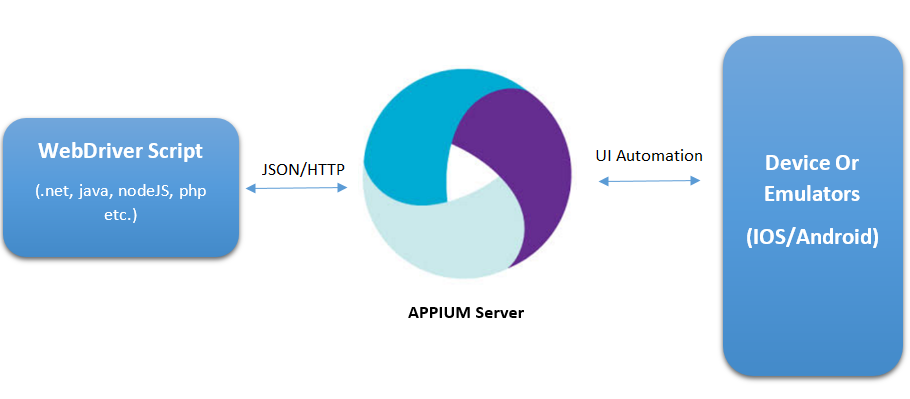 WebDriver Script
(.net, java, nodeJS, php
etc.)
JSON/HTTP
APPIUM Server
UI Automation
Device Or
Emulators
(IOS/Android)